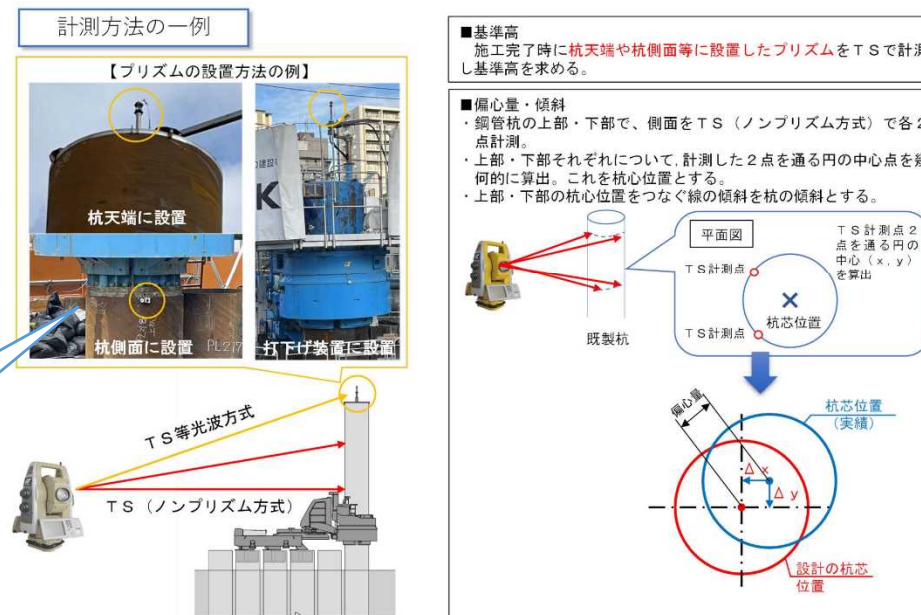 計測方法の一例
【プリズムの設置方法の例】
杭天端に設置
杭側面に設置
PL217
打下げ装置に設置
K
TS等光波方式
TS(ノンプリズム方式)
■基準高
施工完了時に杭天端や杭側面等に設置したプリズムをTSで計測
し基準高を求める。
■偏心量・傾斜
・鋼管杭の上部・下部で、側面をTS(ノンプリズム方式)で各2
点計測。
・上部・下部それぞれについて,計測した2点を通る円の中心点を幾
何的に算出。これを杭心位置とする。
・上部・下部の杭心位置をつなぐ線の傾斜を杭の傾斜とする。
平面図
TS計測点2
点を通る円の
中心(x,y)
を算出
TS計測点
杭芯位置
TS計測点
既製杭
偏心量
杭芯位置
(実績)
Δx
Δy
設計の杭芯
位置